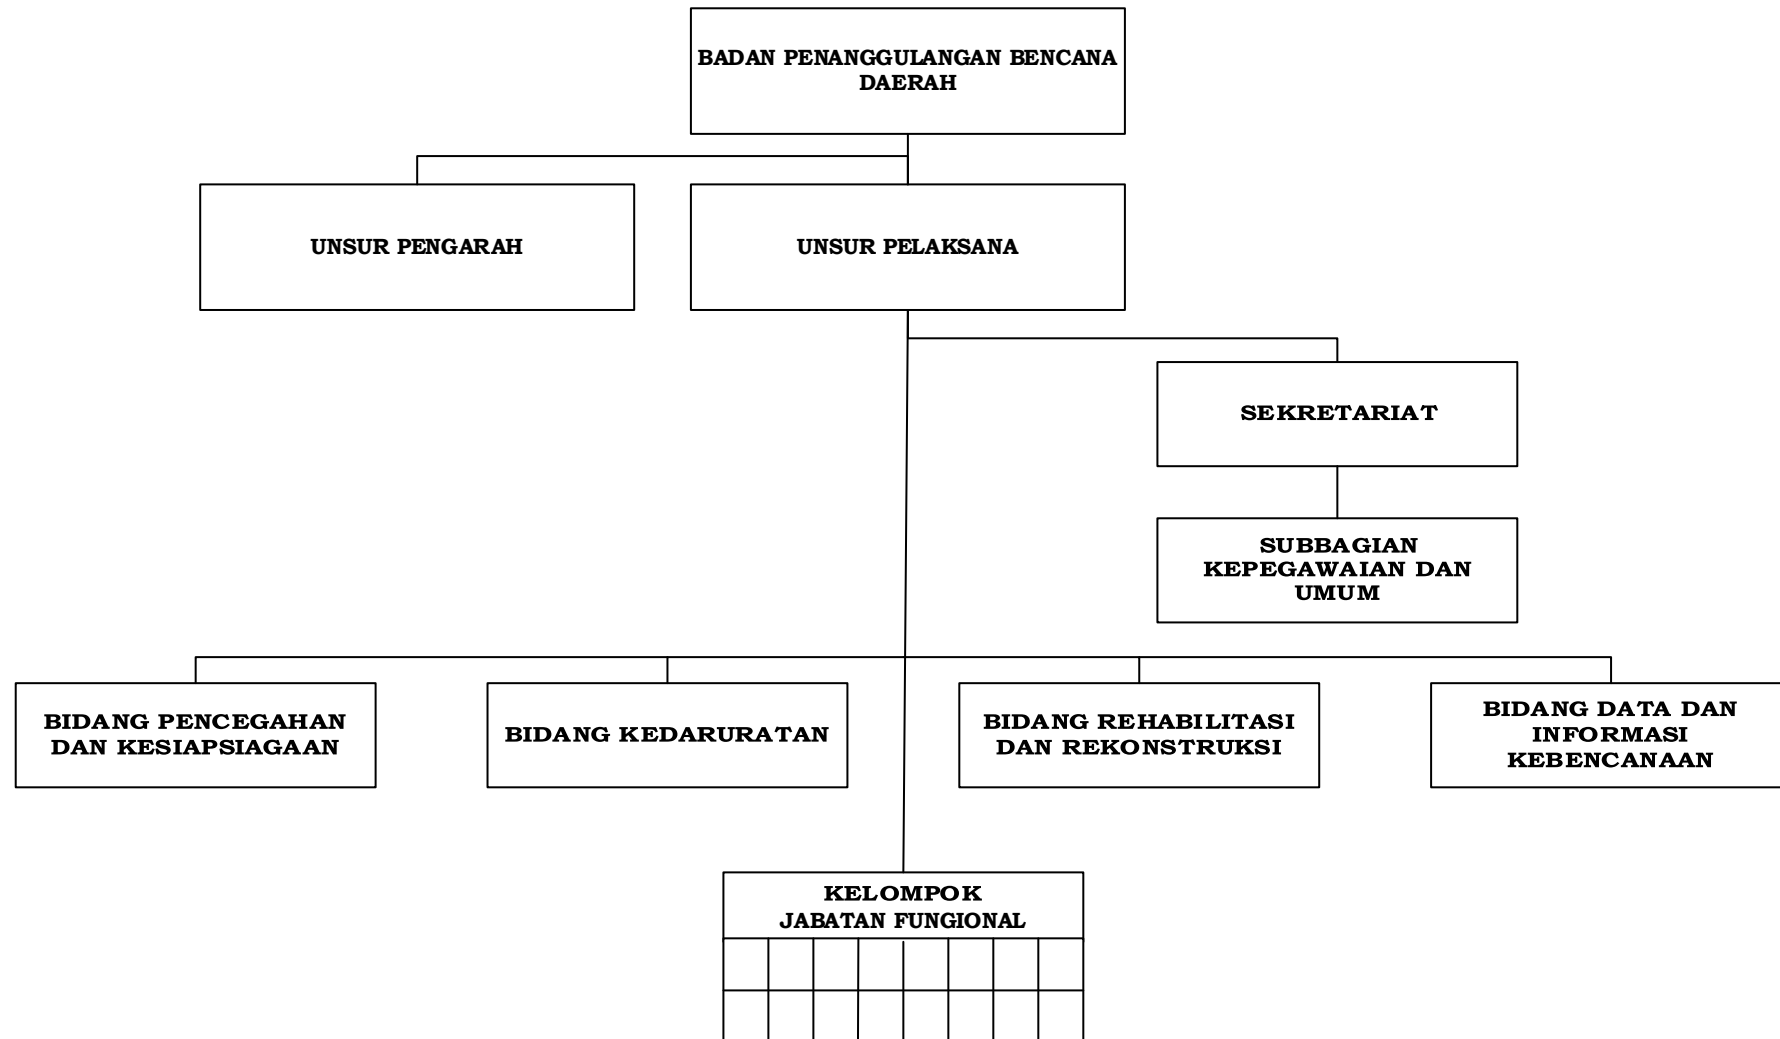 BADAN PENANGGULANGAN BENCANA
DAERAH
UNSUR PENGARAH
UNSUR PELAKSANA
SEKRETARIAT
SUBBAGIAN
KEPEGAWAIAN DAN
UMUM
BIDANG PENCEGAHAN
DAN KESIAPSIAGAAN
BIDANG KEDARURATAN
BIDANG REHABILITASI
DAN REKONSTRUKSI
BIDANG DATA DAN
INFORMASI
KEBENCANAAN
KELOMPOK
JABATAN FUNGIONAL